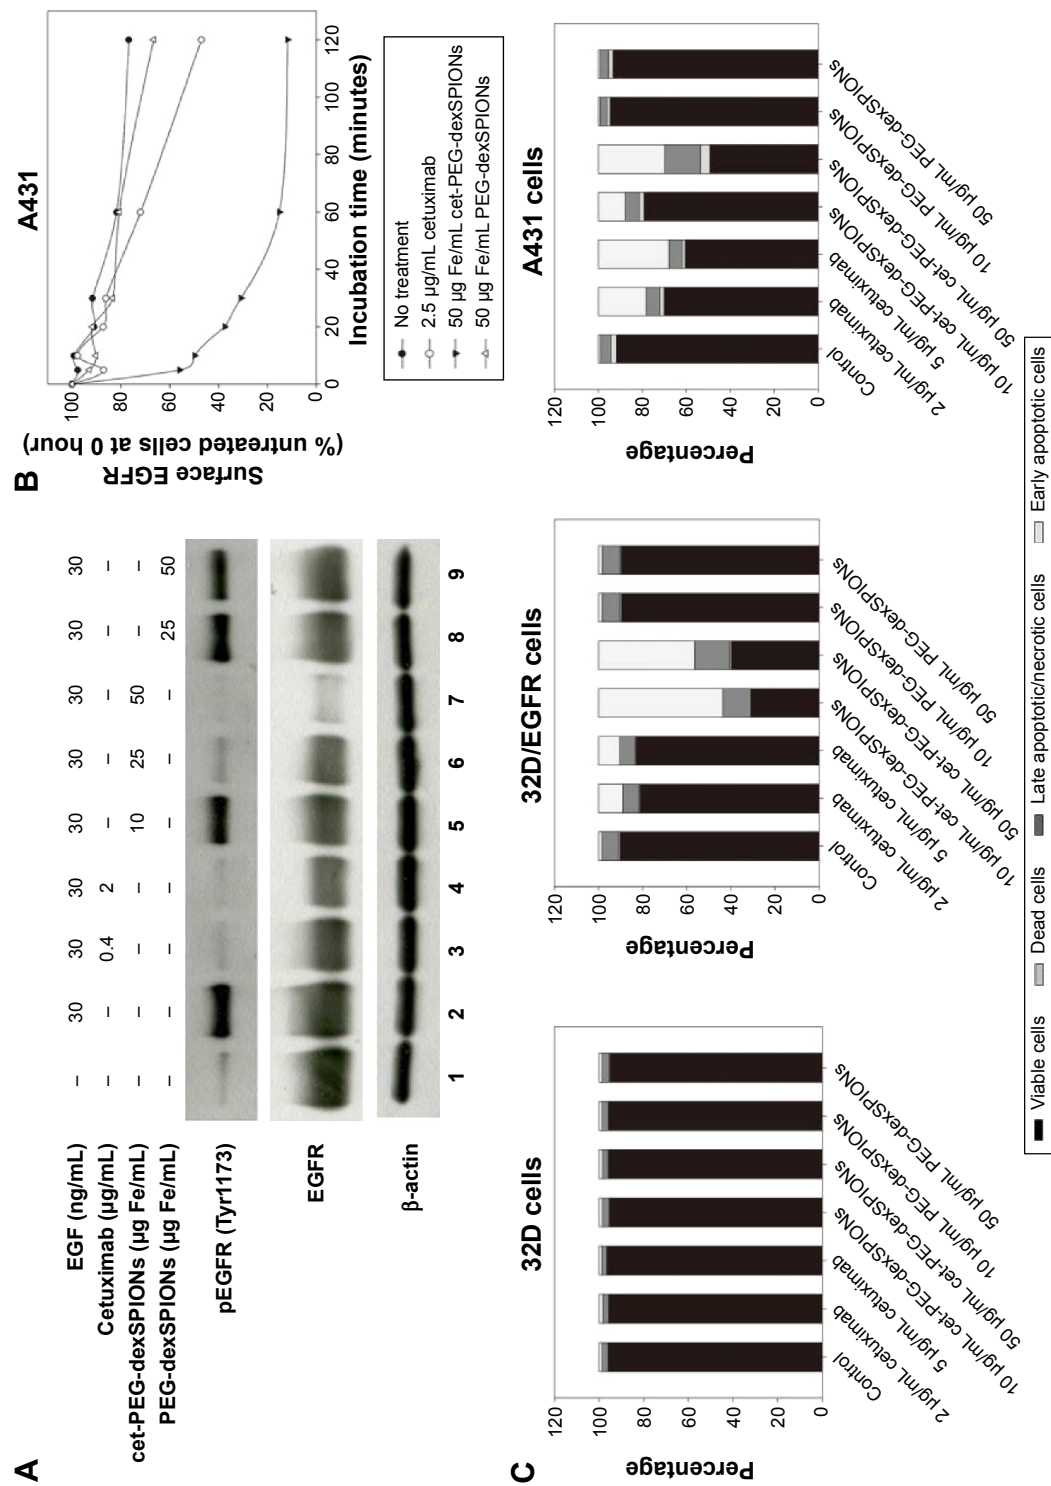 A
EGF (ng/mL) – 30 30 30 30 30 30 30 30
Cetuximab (µg/mL) – – 0.4 2 – – – – –
cet-PEG-dexSPIONs (µg Fe/mL) – – – – 10 25 50 – –
PEG-dexSPIONs (µg Fe/mL) – – – – – – – 25 50
pEGFR (Tyr1173)
EGFR
β-actin
1 2 3 4 5 6 7 8 9
B
A431
Surface EGFR
(% untreated cells at 0 hour)
100
80
60
40
20
0
0 20 40 60 80 100 120
Incubation time (minutes)
No treatment
2.5 µg/mL cetuximab
50 µg Fe/mL cet-PEG-dexSPIONs
50 µg Fe/mL PEG-dexSPIONs
C
32D cells
Percentage
120
100
80
60
40
20
0
Control
2 µg/mL cetuximab
5 µg/mL cetuximab
10 µg/mL cet-PEG-dexSPIONs
50 µg/mL cet-PEG-dexSPIONs
10 µg/mL PEG-dexSPIONs
50 µg/mL PEG-dexSPIONs
32D/EGFR cells
Percentage
120
100
80
60
40
20
0
Control
2 µg/mL cetuximab
5 µg/mL cetuximab
10 µg/mL cet-PEG-dexSPIONs
50 µg/mL cet-PEG-dexSPIONs
10 µg/mL PEG-dexSPIONs
50 µg/mL PEG-dexSPIONs
A431 cells
Percentage
120
100
80
60
40
20
0
Control
2 µg/mL cetuximab
5 µg/mL cetuximab
10 µg/mL cet-PEG-dexSPIONs
50 µg/mL cet-PEG-dexSPIONs
10 µg/mL PEG-dexSPIONs
50 µg/mL PEG-dexSPIONs
Viable cells Dead cells Late apoptotic/necrotic cells Early apoptotic cells